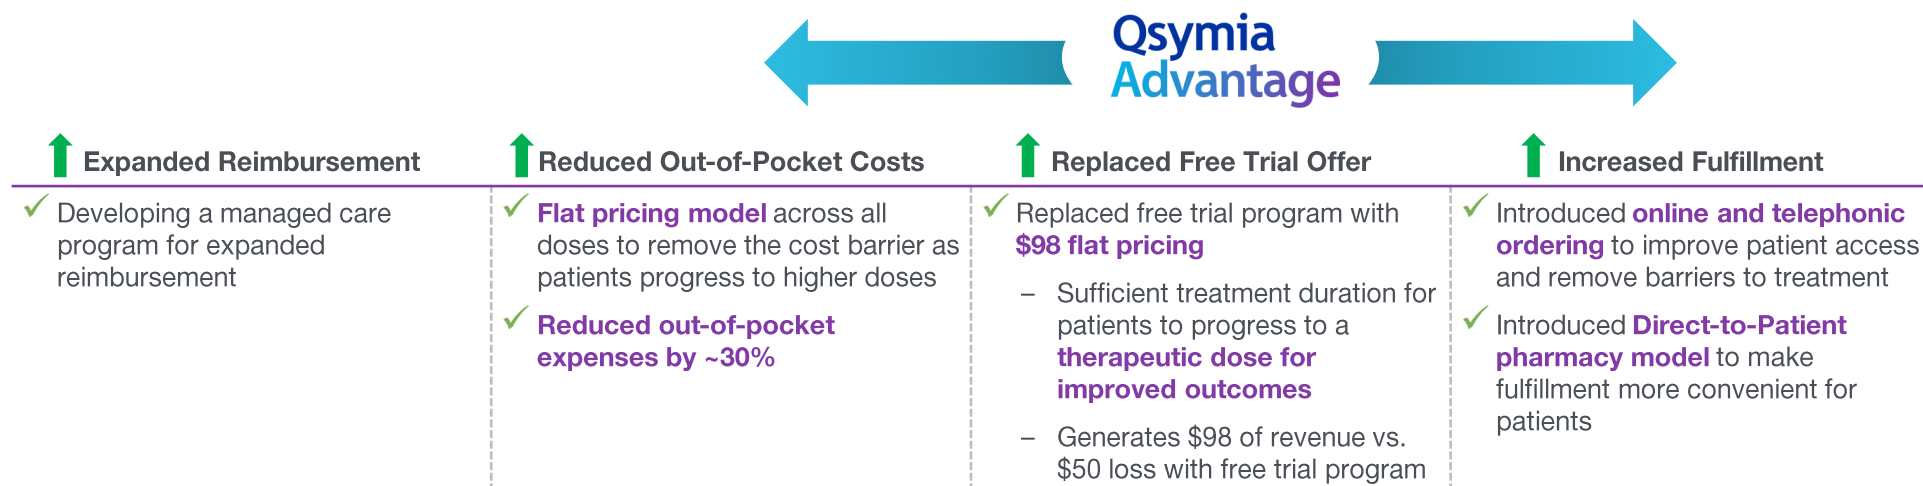 Qsymia
Advantage
Expanded Reimbursement
✓ Developing a managed care
program for expanded
reimbursement
Reduced Out-of-Pocket Costs
✓ Flat pricing model across all
doses to remove the cost barrier as
patients progress to higher doses
✓ Reduced out-of-pocket
expenses by ~30%
Replaced Free Trial Offer
✓ Replaced free trial program with
$98 flat pricing
– Sufficient treatment duration for
patients to progress to a
therapeutic dose for
improved outcomes
– Generates $98 of revenue vs.
$50 loss with free trial program
Increased Fulfillment
✓ Introduced online and telephonic
ordering to improve patient access
and remove barriers to treatment
✓ Introduced Direct-to-Patient
pharmacy model to make
fulfillment more convenient for
patients